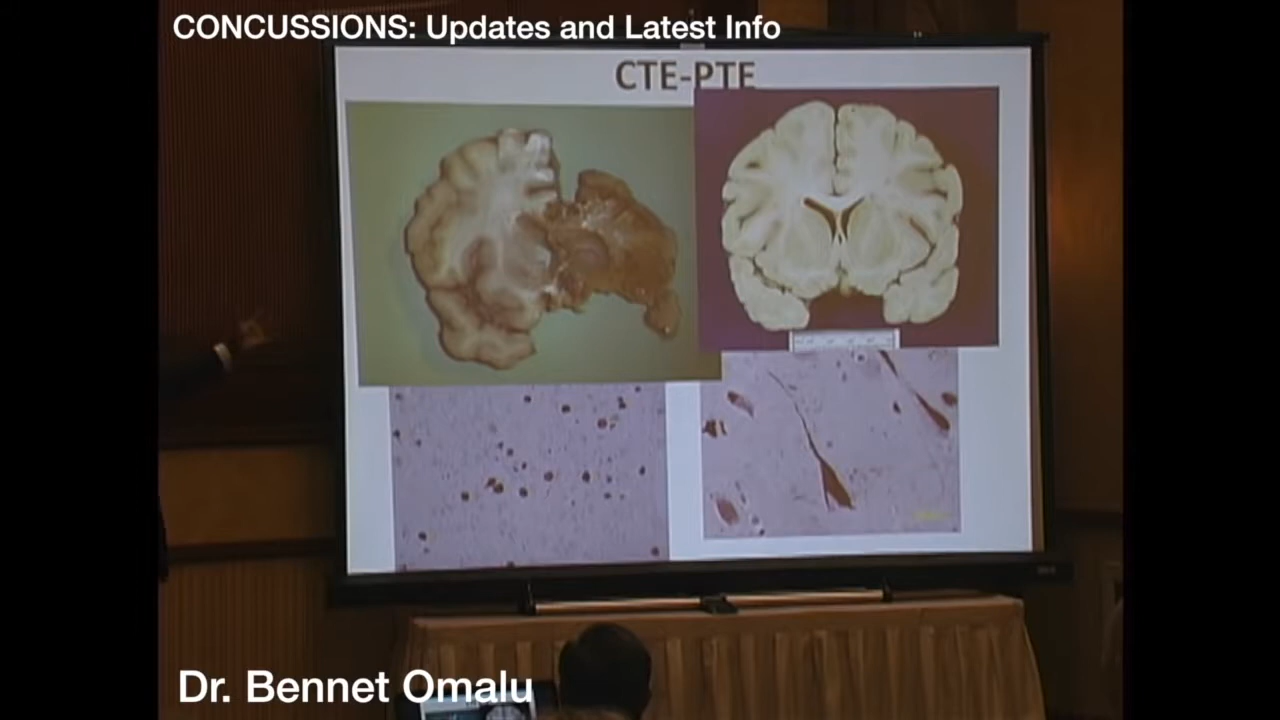 CONCUSSIONS: Updates and Latest Info
CTE-PTE
Dr. Bennet Omalu